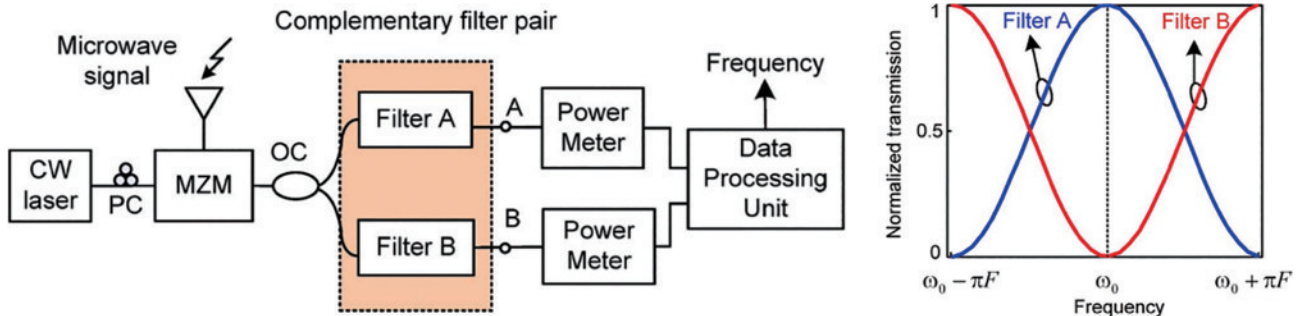 Complementary filter pair
Microwave
signal
Frequency
CW
laser
PC
MZM
OC
Filter A
Filter B
A
B
Power
Meter
Power
Meter
Data
Processing
Unit
Normalized transmission
1
0.5
0
Filter A
Filter B
ω₀ − πF
ω₀
ω₀ + πF
Frequency